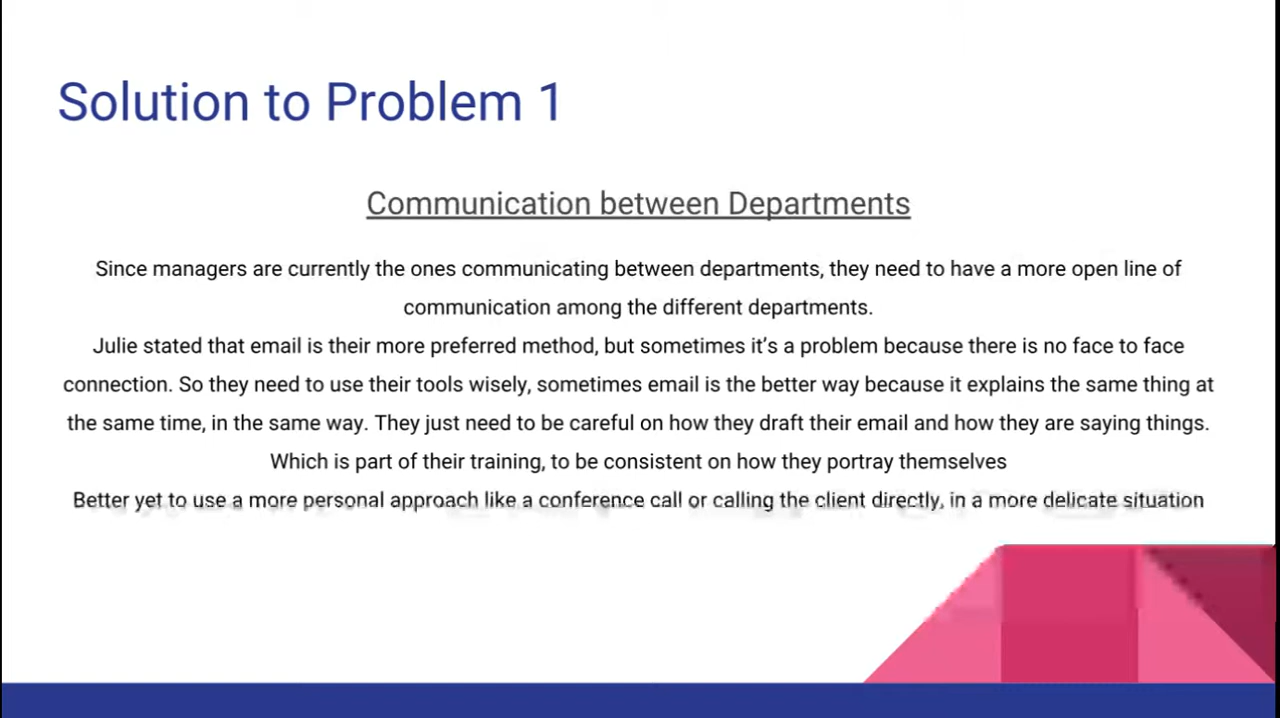 Solution to Problem 1
Communication between Departments
Since managers are currently the ones communicating between departments, they need to have a more open line of
communication among the different departments.
Julie stated that email is their more preferred method, but sometimes it's a problem because there is no face to face
connection. So they need to use their tools wisely, sometimes email is the better way because it explains the same thing at
the same time, in the same way. They just need to be careful on how they draft their email and how they are saying things.
Which is part of their training, to be consistent on how they portray themselves
Better yet to use a more personal approach like a conference call or calling the client directly, in a more delicate situation